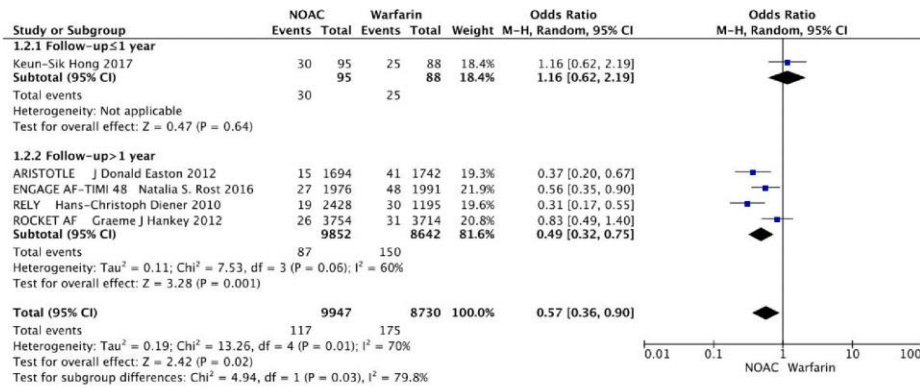 NOAC Warfarin Odds Ratio Odds Ratio
Study or Subgroup Events Total Events Total Weight M-H, Random, 95% CI M-H, Random, 95% CI
1.2.1 Follow-up≤1 year
Keun-Sik Hong 2017 30 95 25 88 18.4% 1.16 [0.62, 2.19]
Subtotal (95% CI) 95 88 18.4% 1.16 [0.62, 2.19]
Total events 30 25
Heterogeneity: Not applicable
Test for overall effect: Z = 0.47 (P = 0.64)
1.2.2 Follow-up>1 year
ARISTOTLE J Donald Easton 2012 15 1694 41 1742 19.3% 0.37 [0.20, 0.67]
ENGAGE AF-TIMI 48 Natalia S. Rost 2016 27 1976 48 1991 21.9% 0.56 [0.35, 0.90]
RELY Hans-Christoph Diener 2010 19 2428 30 1195 19.6% 0.31 [0.17, 0.55]
ROCKET AF Graeme J Hankey 2012 26 3754 31 3714 20.8% 0.83 [0.49, 1.40]
Subtotal (95% CI) 9852 8642 81.6% 0.49 [0.32, 0.75]
Total events 87 150
Heterogeneity: Tau² = 0.11; Chi² = 7.53, df = 3 (P = 0.06); I² = 60%
Test for overall effect: Z = 3.28 (P = 0.001)
Total (95% CI) 9947 8730 100.0% 0.57 [0.36, 0.90]
Total events 117 175
Heterogeneity: Tau² = 0.19; Chi² = 13.26, df = 4 (P = 0.01); I² = 70%
Test for overall effect: Z = 2.42 (P = 0.02)
Test for subgroup differences: Chi² = 4.94, df = 1 (P = 0.03), I² = 79.8%
0.01 0.1 1 10 100
NOAC Warfarin